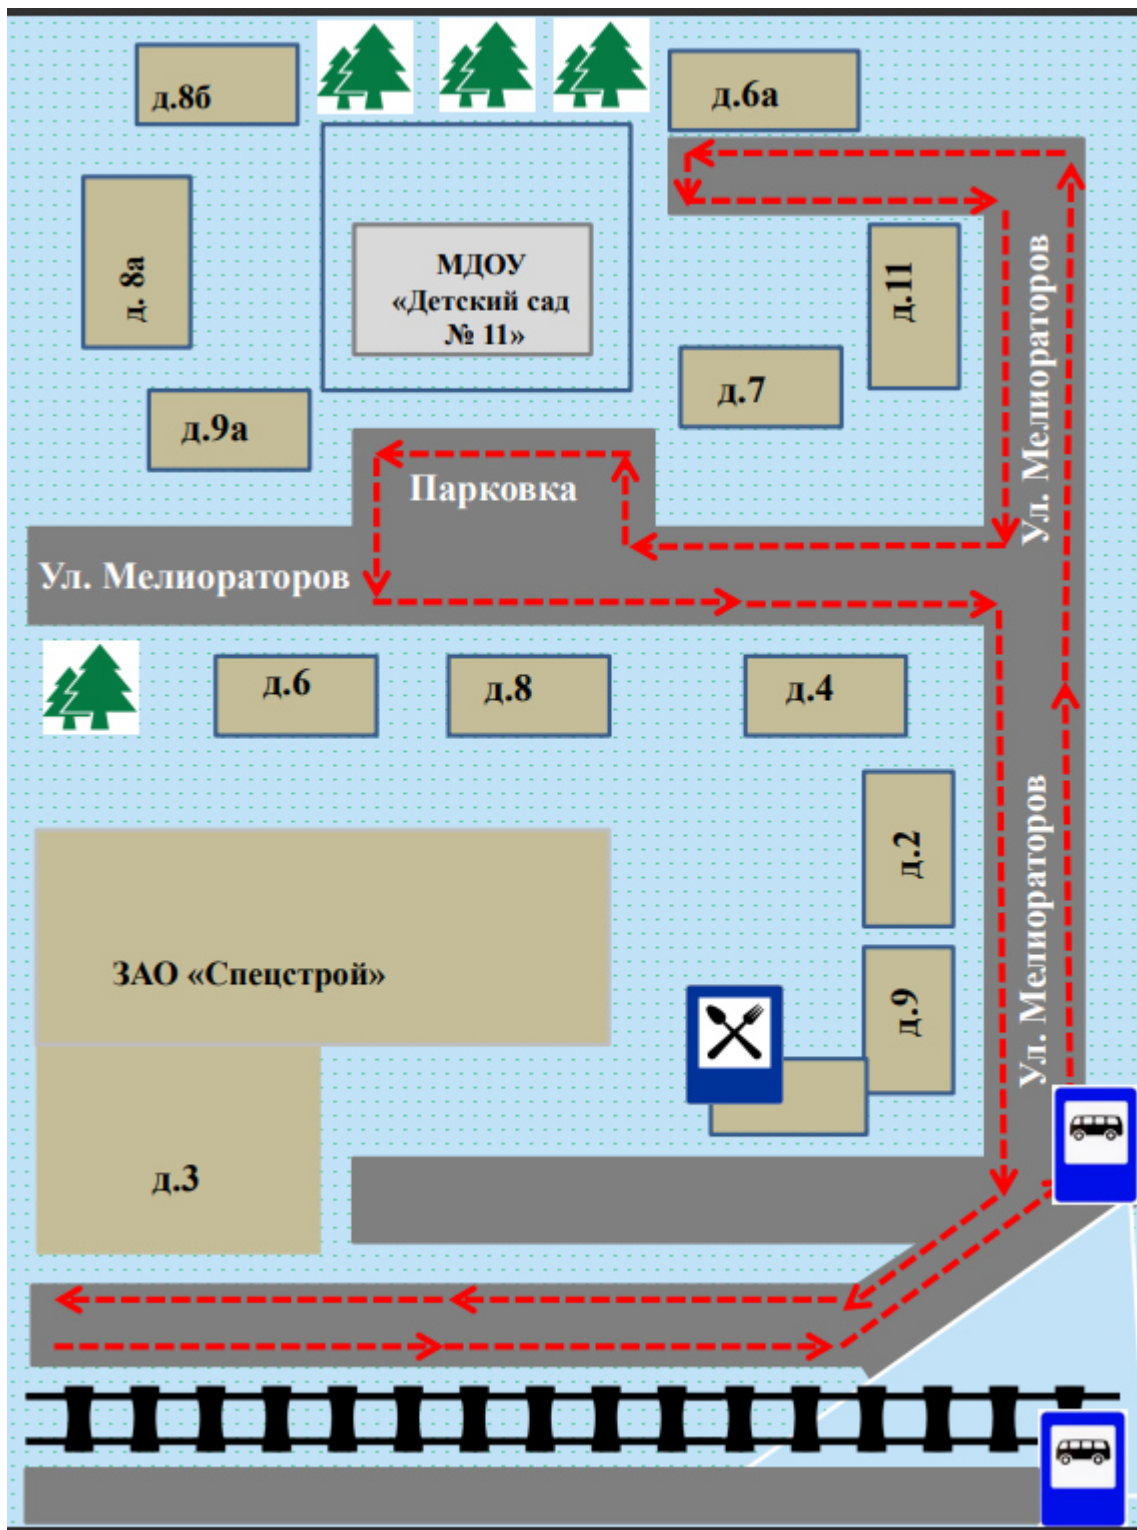 д.8б
д.6а
д. 8а
МДОУ
«Детский сад
№ 11»
д.11
д.7
д.9а
Ул. Мелиораторов
Парковка
Ул. Мелиораторов
д.6
д.8
д.4
д.2
Ул. Мелиораторов
ЗАО «Спецстрой»
д.9
д.3